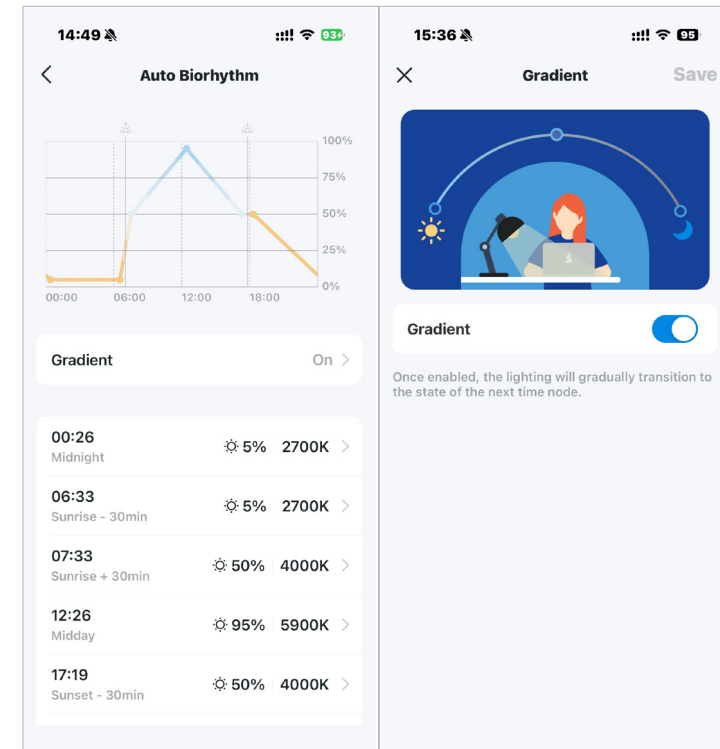 14:49
93
Auto Biorhythm
100%
75%
50%
25%
0%
00:00 06:00 12:00 18:00
Gradient On
00:26
Midnight
5% 2700K
06:33
Sunrise - 30min
5% 2700K
07:33
Sunrise + 30min
50% 4000K
12:26
Midday
95% 5900K
17:19
Sunset - 30min
50% 4000K
15:36
95
Gradient
Save
Gradient
Once enabled, the lighting will gradually transition to
the state of the next time node.